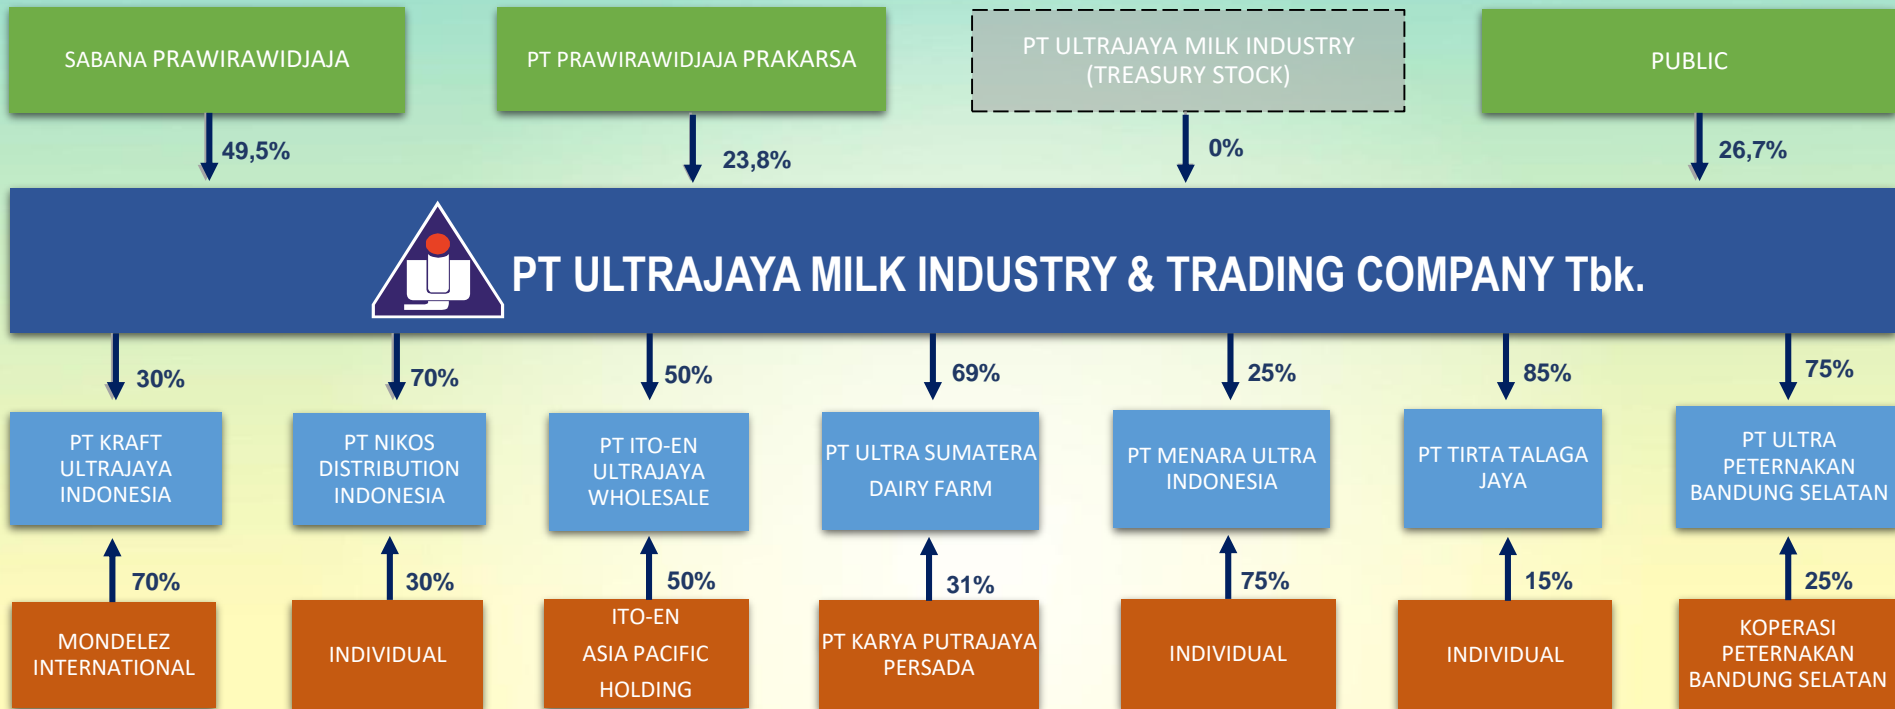 SABANA PRAWIRAWIDJAJA
PT PRAWIRAWIDJAJA PRAKARSA
PT ULTRAJAYA MILK INDUSTRY
(TREASURY STOCK)
PUBLIC
49,5%
23,8%
0%
26,7%
PT ULTRAJAYA MILK INDUSTRY & TRADING COMPANY Tbk.
30%
70%
50%
69%
25%
85%
75%
PT KRAFT
ULTRAJAYA
INDONESIA
PT NIKOS
DISTRIBUTION
INDONESIA
PT ITO-EN
ULTRAJAYA
WHOLESALE
PT ULTRA SUMATERA
DAIRY FARM
PT MENARA ULTRA
INDONESIA
PT TIRTA TALAGA
JAYA
PT ULTRA
PETERNAKAN
BANDUNG SELATAN
70%
30%
50%
31%
75%
15%
25%
MONDELEZ
INTERNATIONAL
INDIVIDUAL
ITO-EN
ASIA PACIFIC
HOLDING
PT KARYA PUTRAJAYA
PERSADA
INDIVIDUAL
INDIVIDUAL
KOPERASI
PETERNAKAN
BANDUNG SELATAN